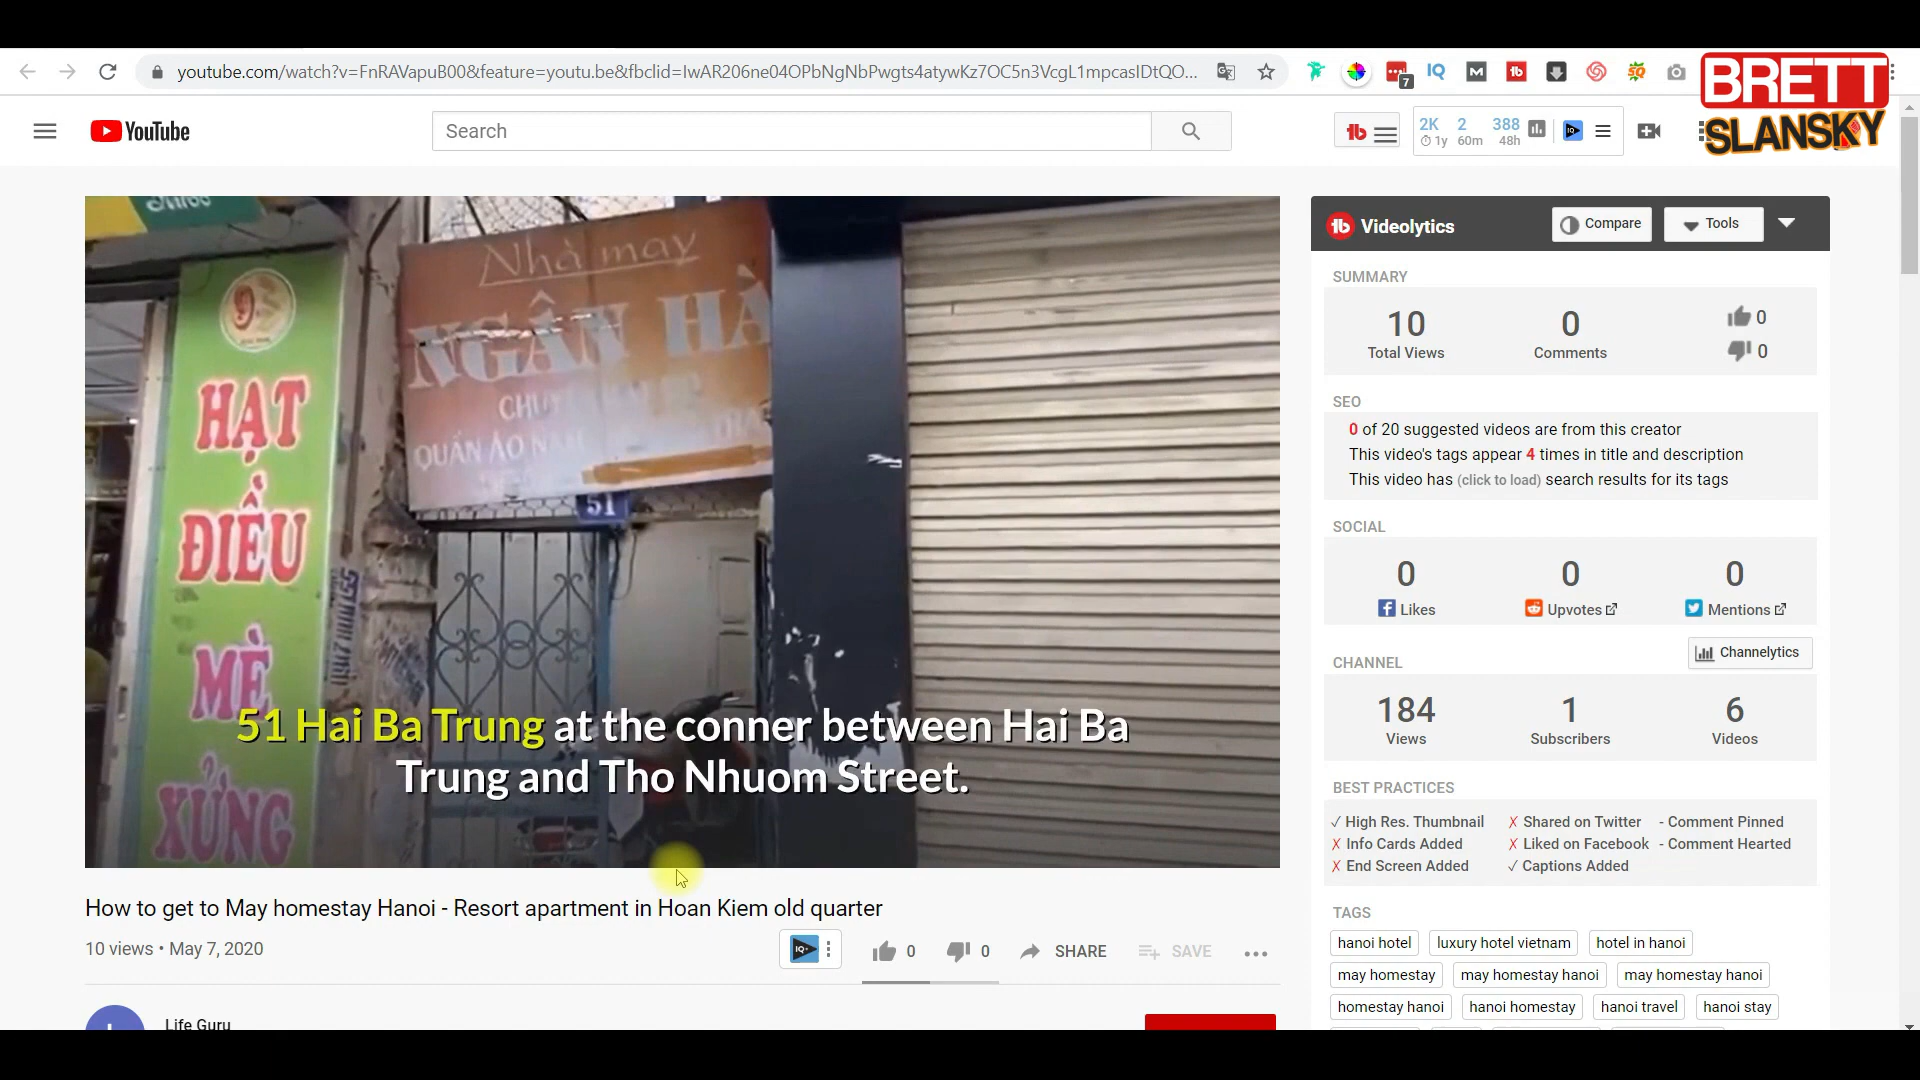 youtube.com/watch?v=FnRAVapuB00&feature=youtu.be&fbclid=IwAR206ne04OPbNgNbPwgts4atywKz7OC5n3VcgL1mpcasIDtQO...
7
IQ
BRETT
SLANSKY
YouTube
Search
2K 2 388
1y 60m 48h
Nhà may
NGÂN HÀ
QUẦN ÁO
51
HẠT
ĐIỀU
MÈ
XỬNG
51 Hai Ba Trung at the conner between Hai Ba
Trung and Tho Nhuom Street.
How to get to May homestay Hanoi - Resort apartment in Hoan Kiem old quarter
10 views • May 7, 2020
0 0 SHARE SAVE
Life Guru
Videolytics Compare Tools
SUMMARY
10 0 0
Total Views Comments 0
SEO
0 of 20 suggested videos are from this creator
This video's tags appear 4 times in title and description
This video has (click to load) search results for its tags
SOCIAL
0 0 0
Likes Upvotes Mentions
CHANNEL Channelytics
184 1 6
Views Subscribers Videos
BEST PRACTICES
✓ High Res. Thumbnail ✗ Shared on Twitter - Comment Pinned
✗ Info Cards Added ✗ Liked on Facebook - Comment Hearted
✗ End Screen Added ✓ Captions Added
TAGS
hanoi hotel luxury hotel vietnam hotel in hanoi
may homestay may homestay hanoi may homestay hanoi
homestay hanoi hanoi homestay hanoi travel hanoi stay